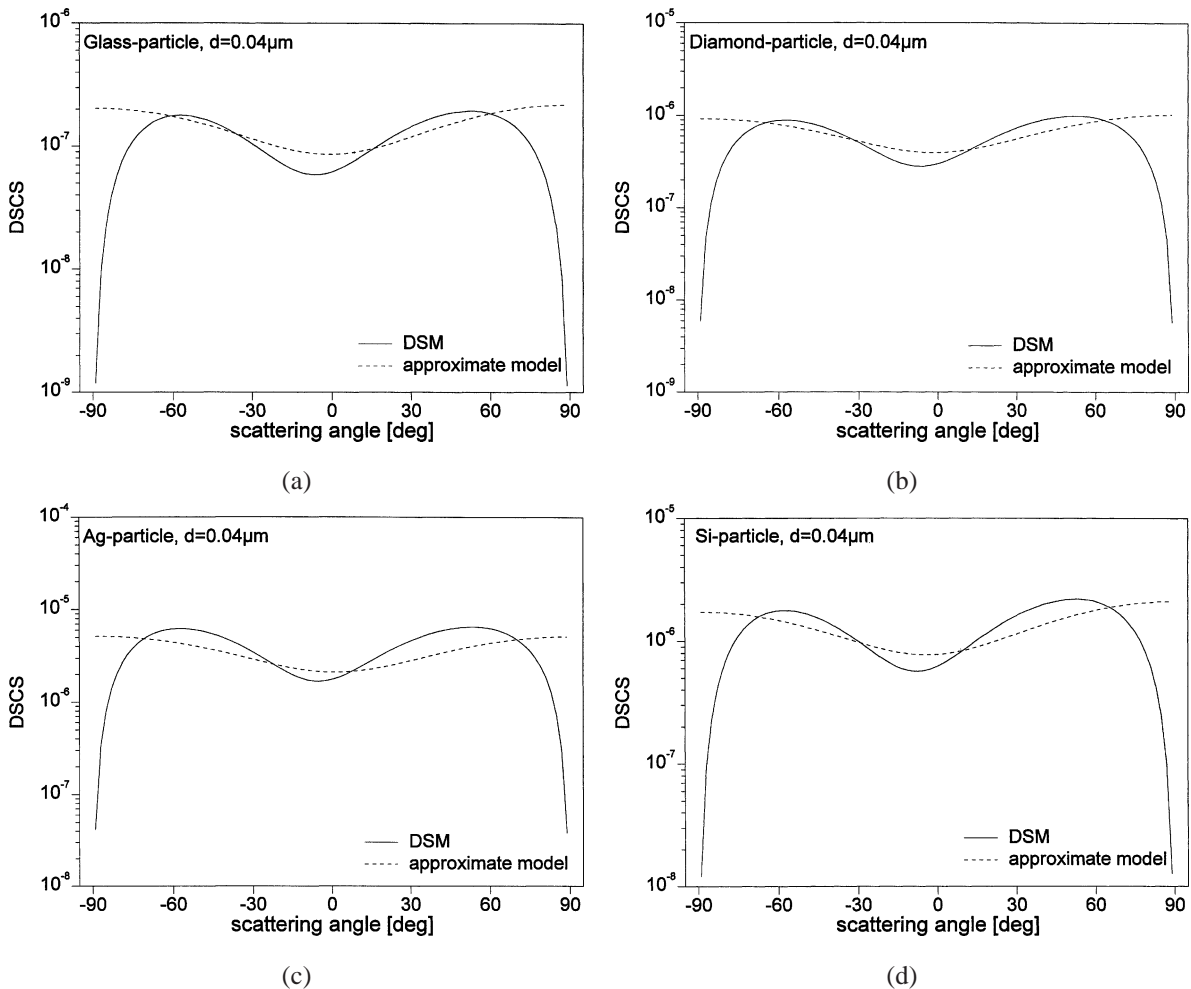 Glass-particle, d=0.04µm
10-6
10-7
10-8
10-9
DSCS
DSM
approximate model
-90 -60 -30 0 30 60 90
scattering angle [deg]
(a)
Diamond-particle, d=0.04µm
10-5
10-6
10-7
10-8
10-9
DSCS
DSM
approximate model
-90 -60 -30 0 30 60 90
scattering angle [deg]
(b)
Ag-particle, d=0.04µm
10-4
10-5
10-6
10-7
10-8
DSCS
DSM
approximate model
-90 -60 -30 0 30 60 90
scattering angle [deg]
(c)
Si-particle, d=0.04µm
10-5
10-6
10-7
10-8
DSCS
DSM
approximate model
-90 -60 -30 0 30 60 90
scattering angle [deg]
(d)